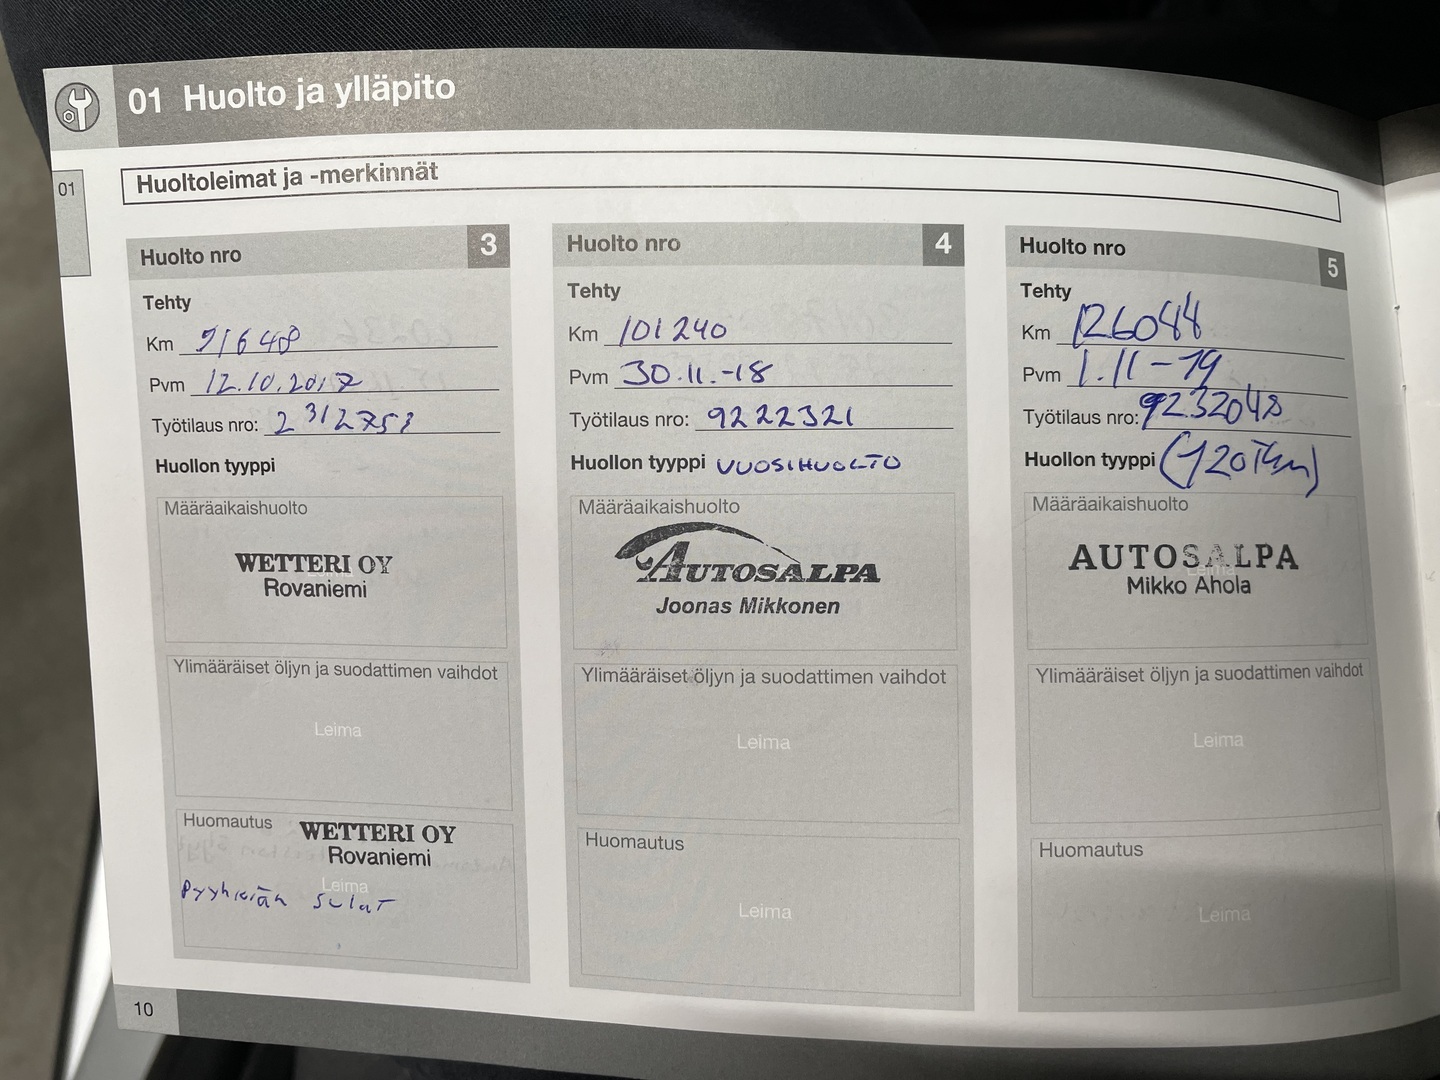 01 Huolto ja ylläpito
01
Huoltoleimat ja -merkinnät
Huolto nro 3
Tehty
Km 91648
Pvm 12.10.2017
Työtilaus nro:
Huollon tyyppi
Määräaikaishuolto
WETTERI OY
Rovaniemi
Ylimääräiset öljyn ja suodattimen vaihdot
Leima
Huomautus
WETTERI OY
Rovaniemi
Leima
Pyyhkijän sulat
Huolto nro 4
Tehty
Km 101240
Pvm 30.11.-18
Työtilaus nro: 9222321
Huollon tyyppi VUOSIHUOLTO
Määräaikaishuolto
AUTOSALPA
Joonas Mikkonen
Ylimääräiset öljyn ja suodattimen vaihdot
Leima
Huomautus
Leima
Huolto nro 5
Tehty
Km 126044
Pvm 1.11-19
Työtilaus nro: 9232048
Huollon tyyppi (120Tkm)
Määräaikaishuolto
AUTOSALPA
Leima
Mikko Ahola
Ylimääräiset öljyn ja suodattimen vaihdot
Leima
Huomautus
Leima
10